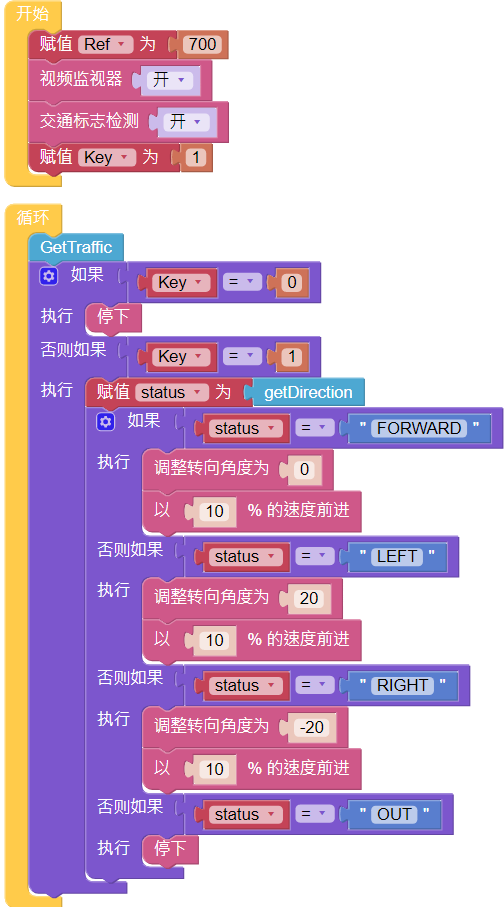 开始
赋值 Ref 为 700
视频监视器 开
交通标志检测 开
赋值 Key 为 1
循环
GetTraffic
如果 Key = 0
执行 停下
否则如果 Key = 1
执行 赋值 status 为 getDirection
如果 status = " FORWARD "
执行 调整转向角度为 0
以 10 % 的速度前进
否则如果 status = " LEFT "
执行 调整转向角度为 20
以 10 % 的速度前进
否则如果 status = " RIGHT "
执行 调整转向角度为 -20
以 10 % 的速度前进
否则如果 status = " OUT "
执行 停下